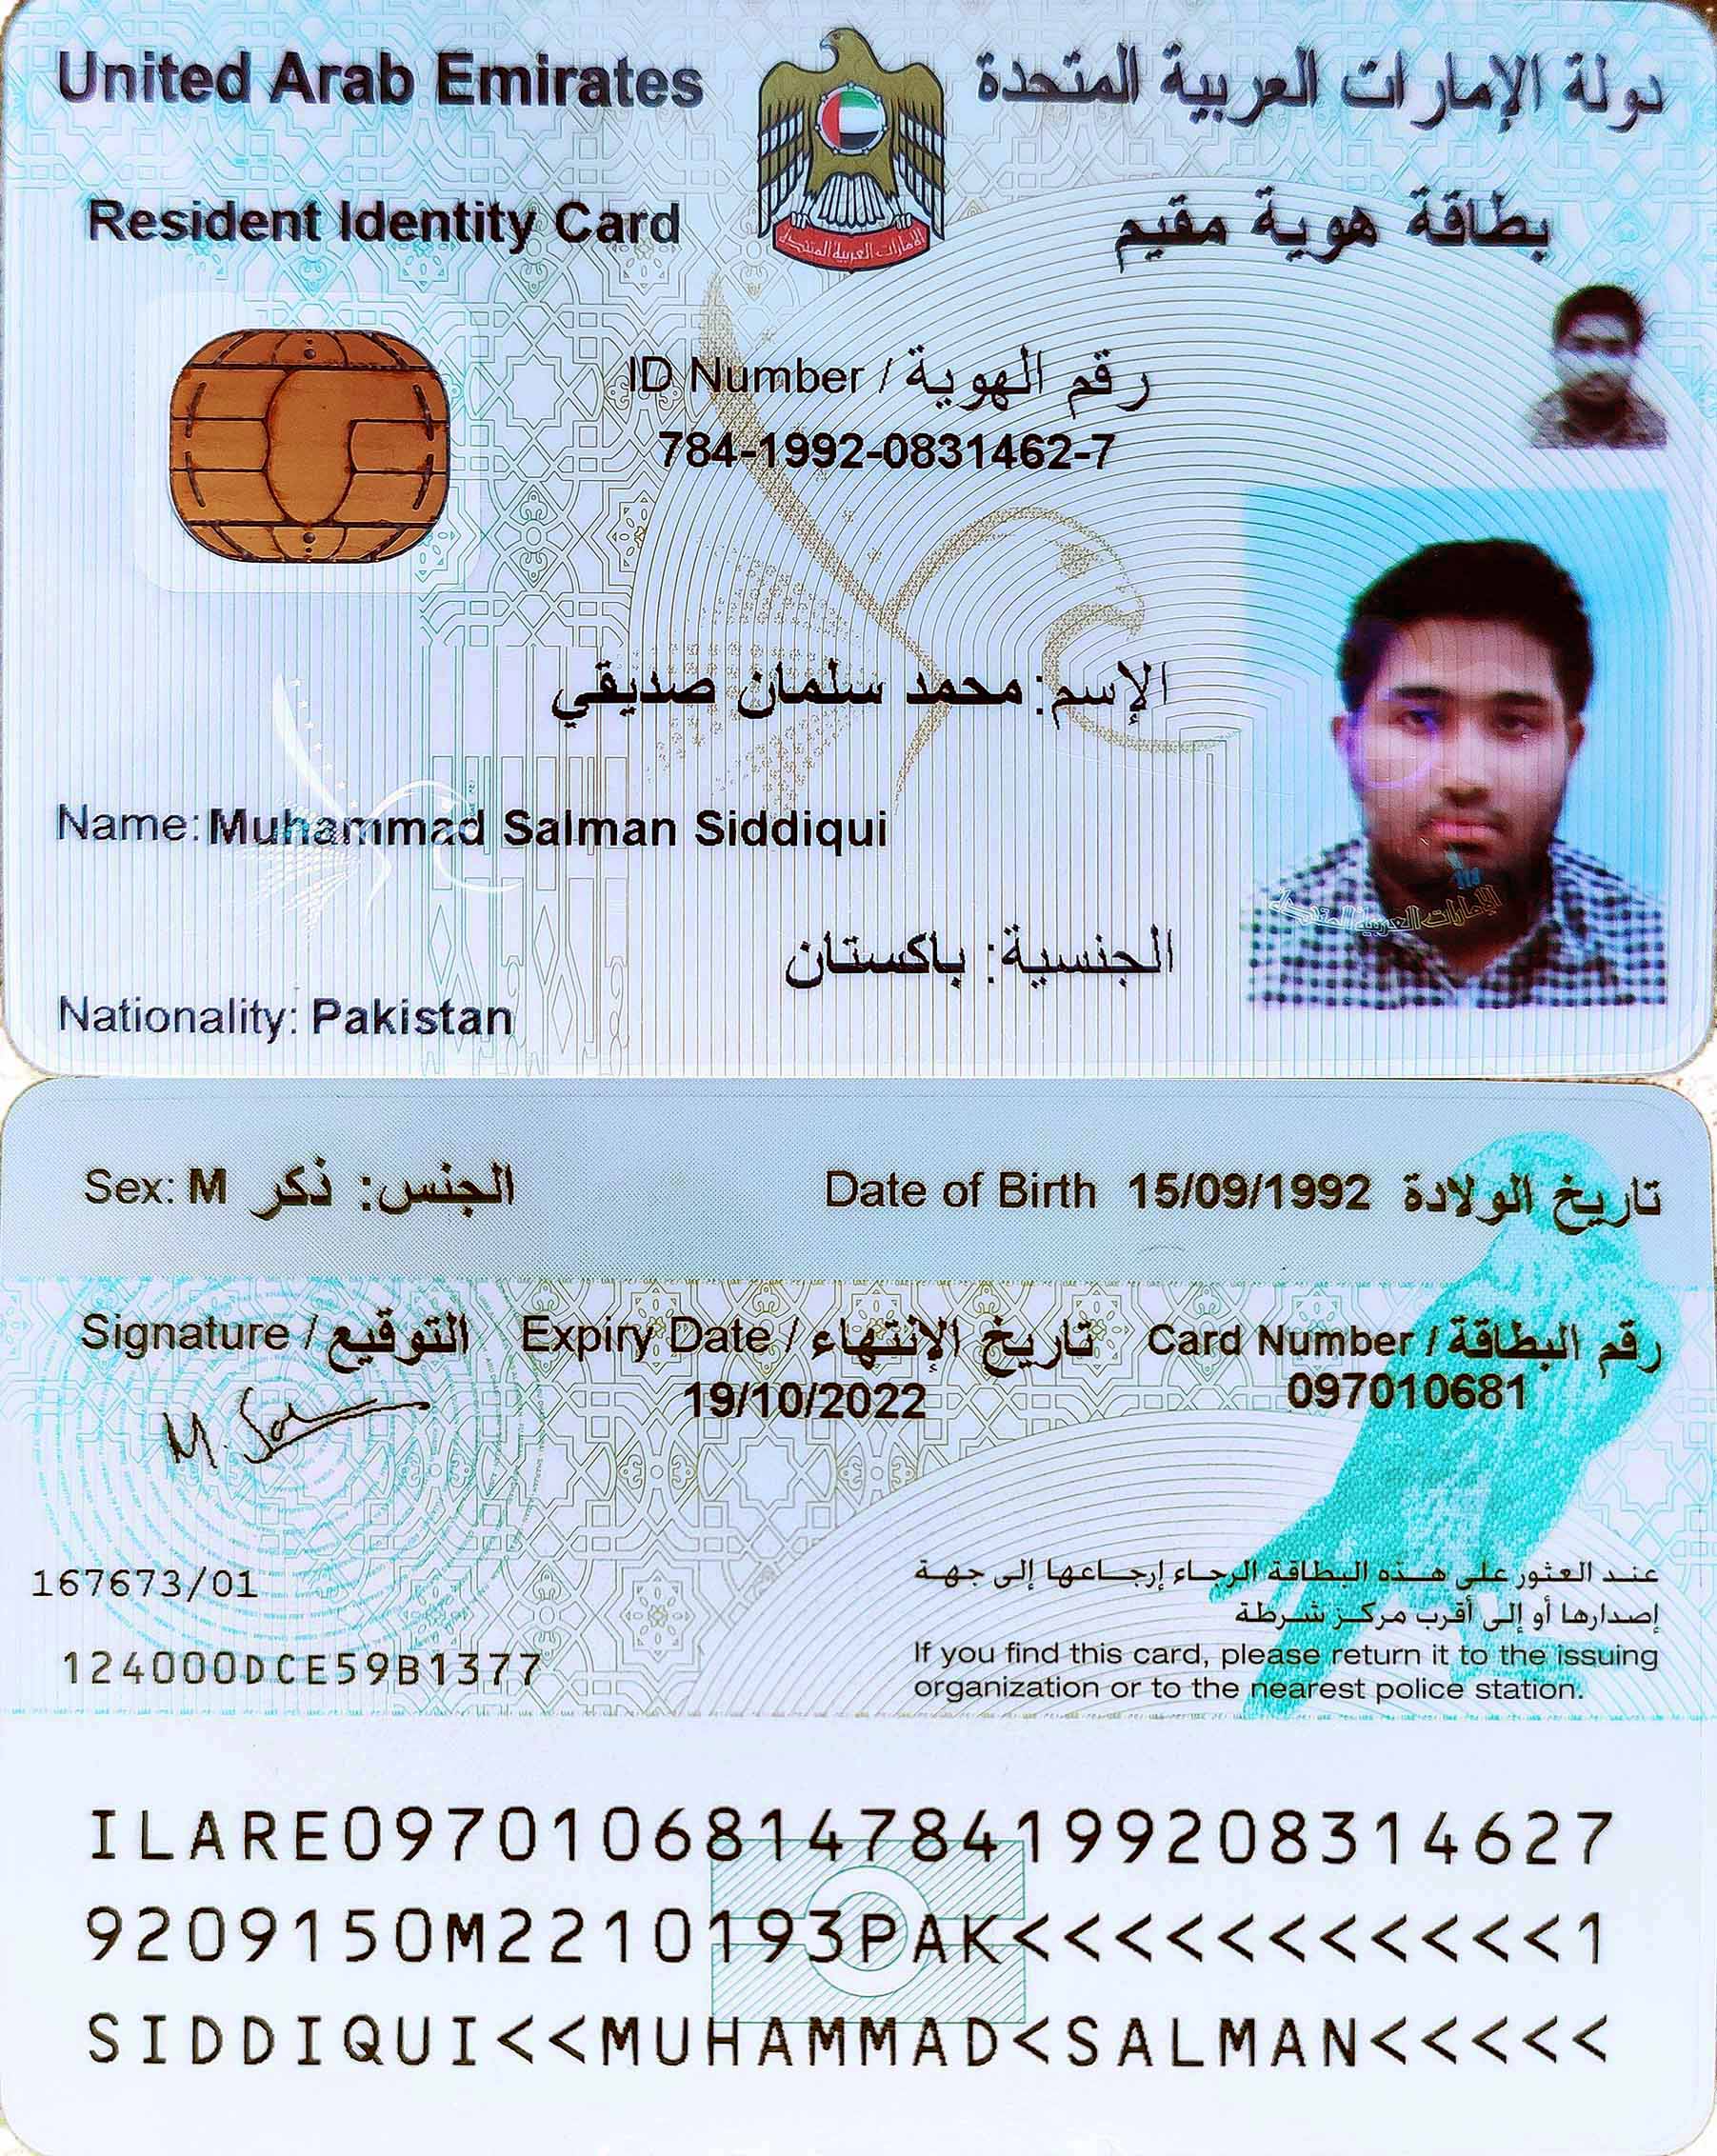 United Arab Emirates
دولة الإمارات العربية المتحدة
Resident Identity Card
بطاقة هوية مقيم
الإمارات العربية المتحدة
ID Number / رقم الهوية
784-1992-0831462-7
الإسم: محمد سلمان صديقي
Name: Muhammad Salman Siddiqui
الإمارات العربية المتحدة
الجنسية: باكستان
Nationality: Pakistan
Sex: M الجنس: ذكر
Date of Birth 15/09/1992 تاريخ الولادة
Signature / التوقيع
Expiry Date / تاريخ الإنتهاء
Card Number / رقم البطاقة
M. Sal
19/10/2022
097010681
167673/01
عند العثور على هذه البطاقة الرجاء إرجاعها إلى جهة
إصدارها أو إلى أقرب مركز شرطة
124000DCE59B1377
If you find this card, please return it to the issuing
organization or to the nearest police station.
ILARE0970106814784199208314627
9209150M2210193PAK<<<<<<<<<<<1
SIDDIQUI<<MUHAMMAD<SALMAN<<<<<